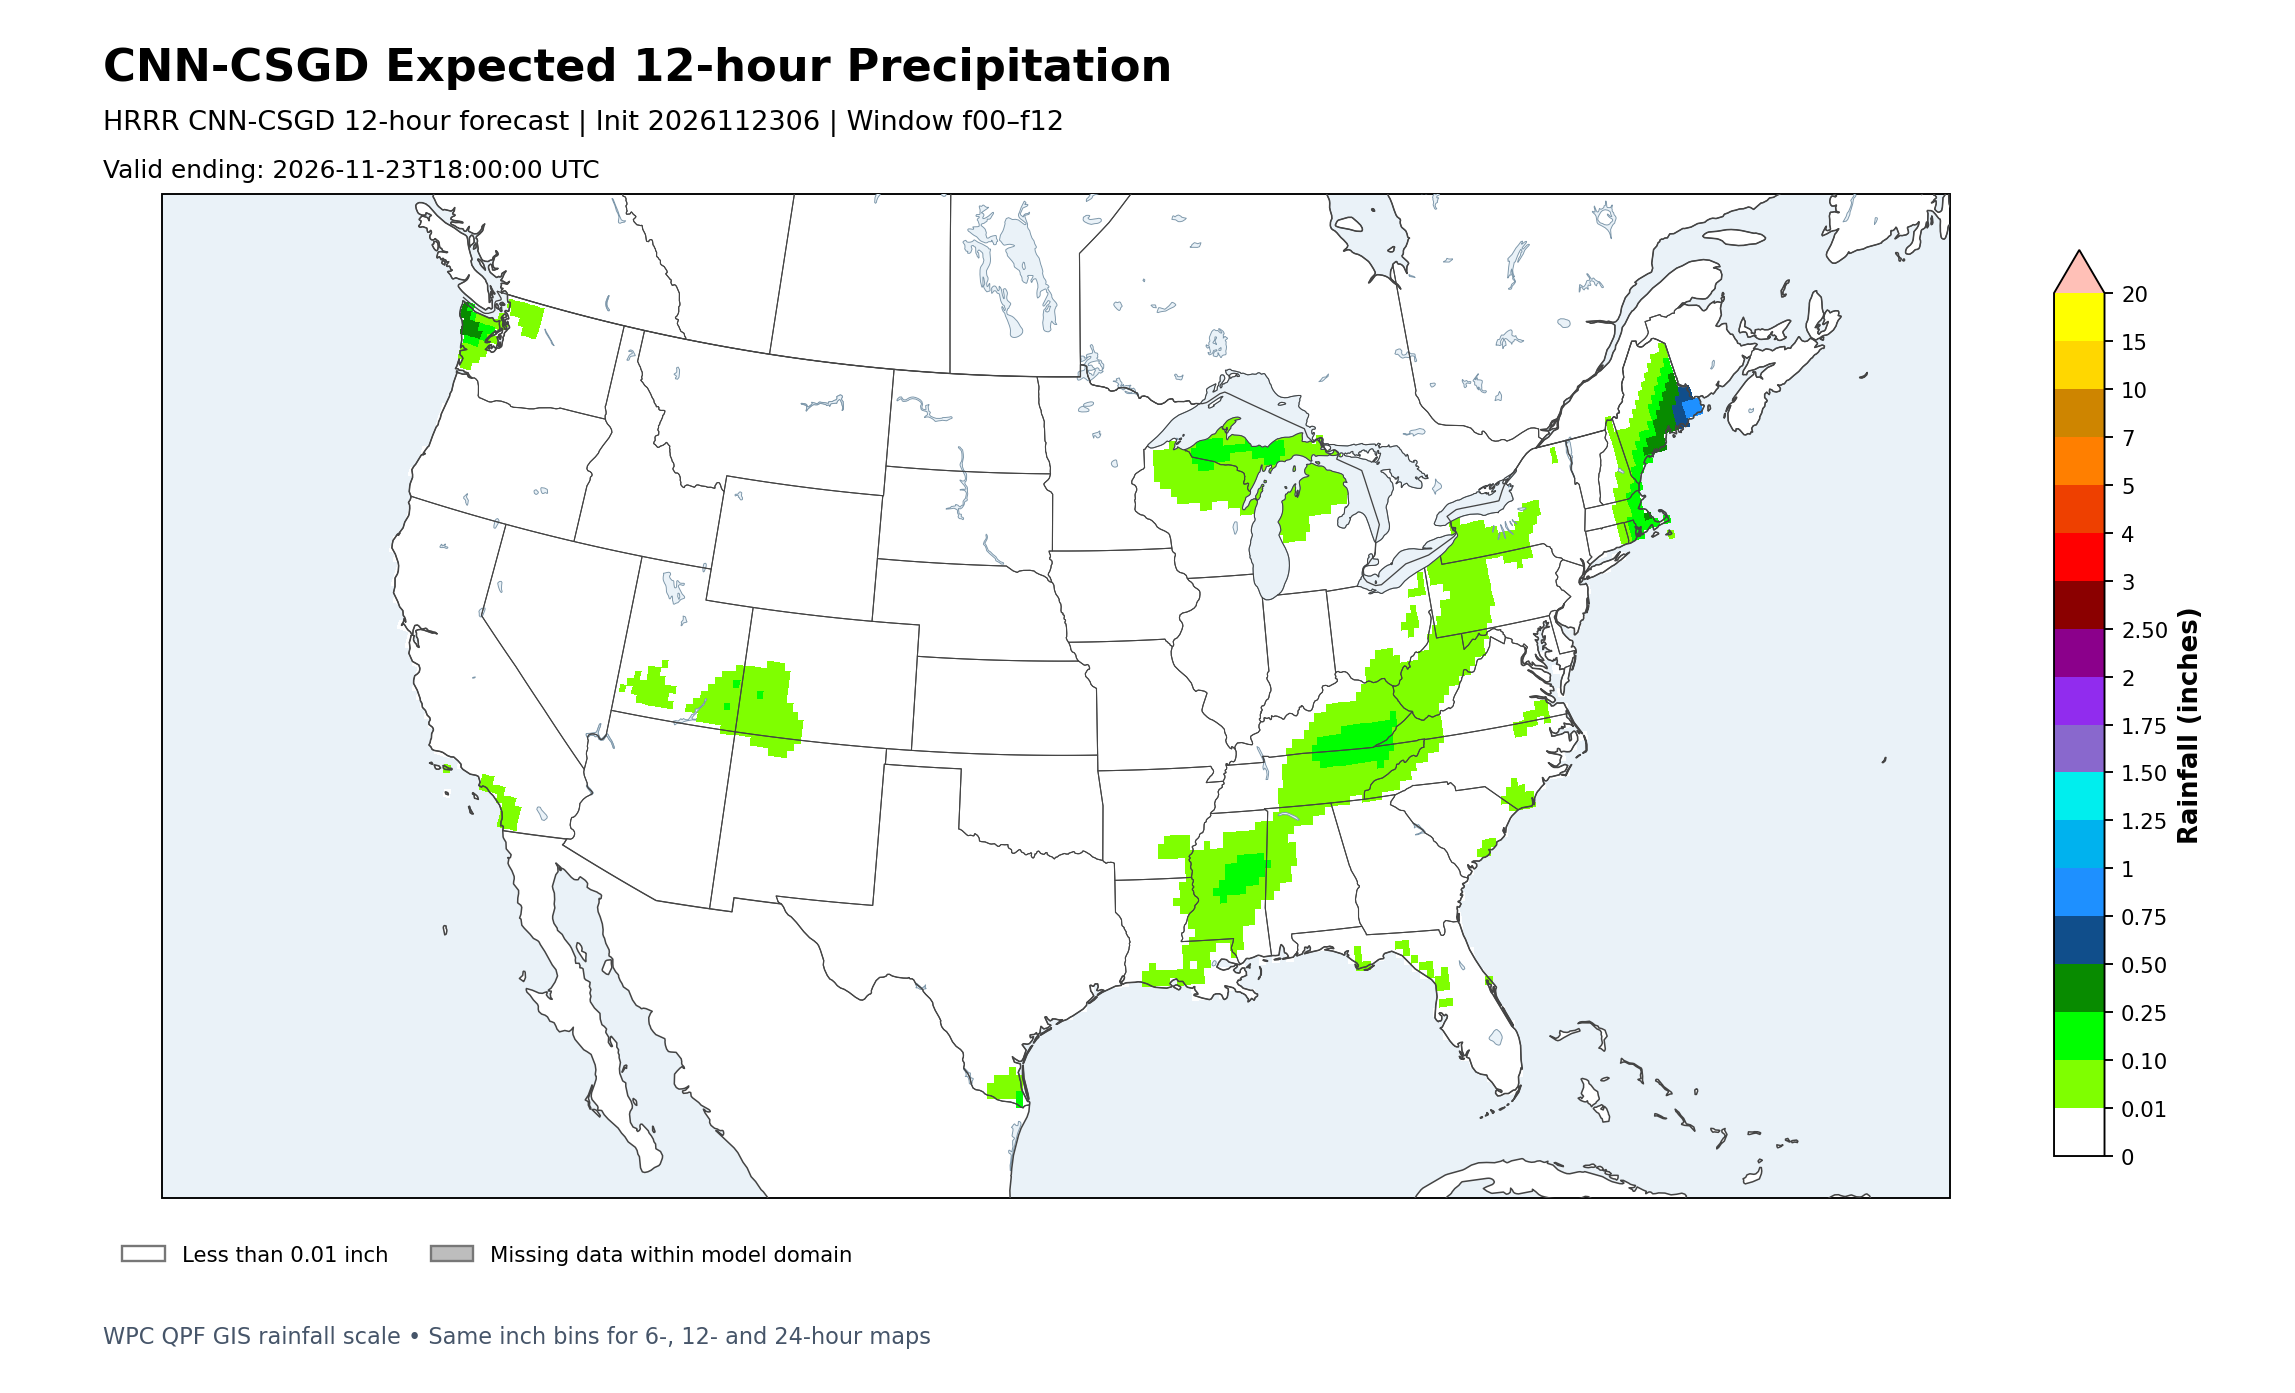 CNN-CSGD Expected 12-hour Precipitation
HRRR CNN-CSGD 12-hour forecast | Init 2026112306 | Window f00–f12
Valid ending: 2026-11-23T18:00:00 UTC
20
15
10
7
5
4
3
2.50
2
1.75
1.50
1.25
1
0.75
0.50
0.25
0.10
0.01
0
Rainfall (inches)
Less than 0.01 inch
Missing data within model domain
WPC QPF GIS rainfall scale • Same inch bins for 6-, 12- and 24-hour maps